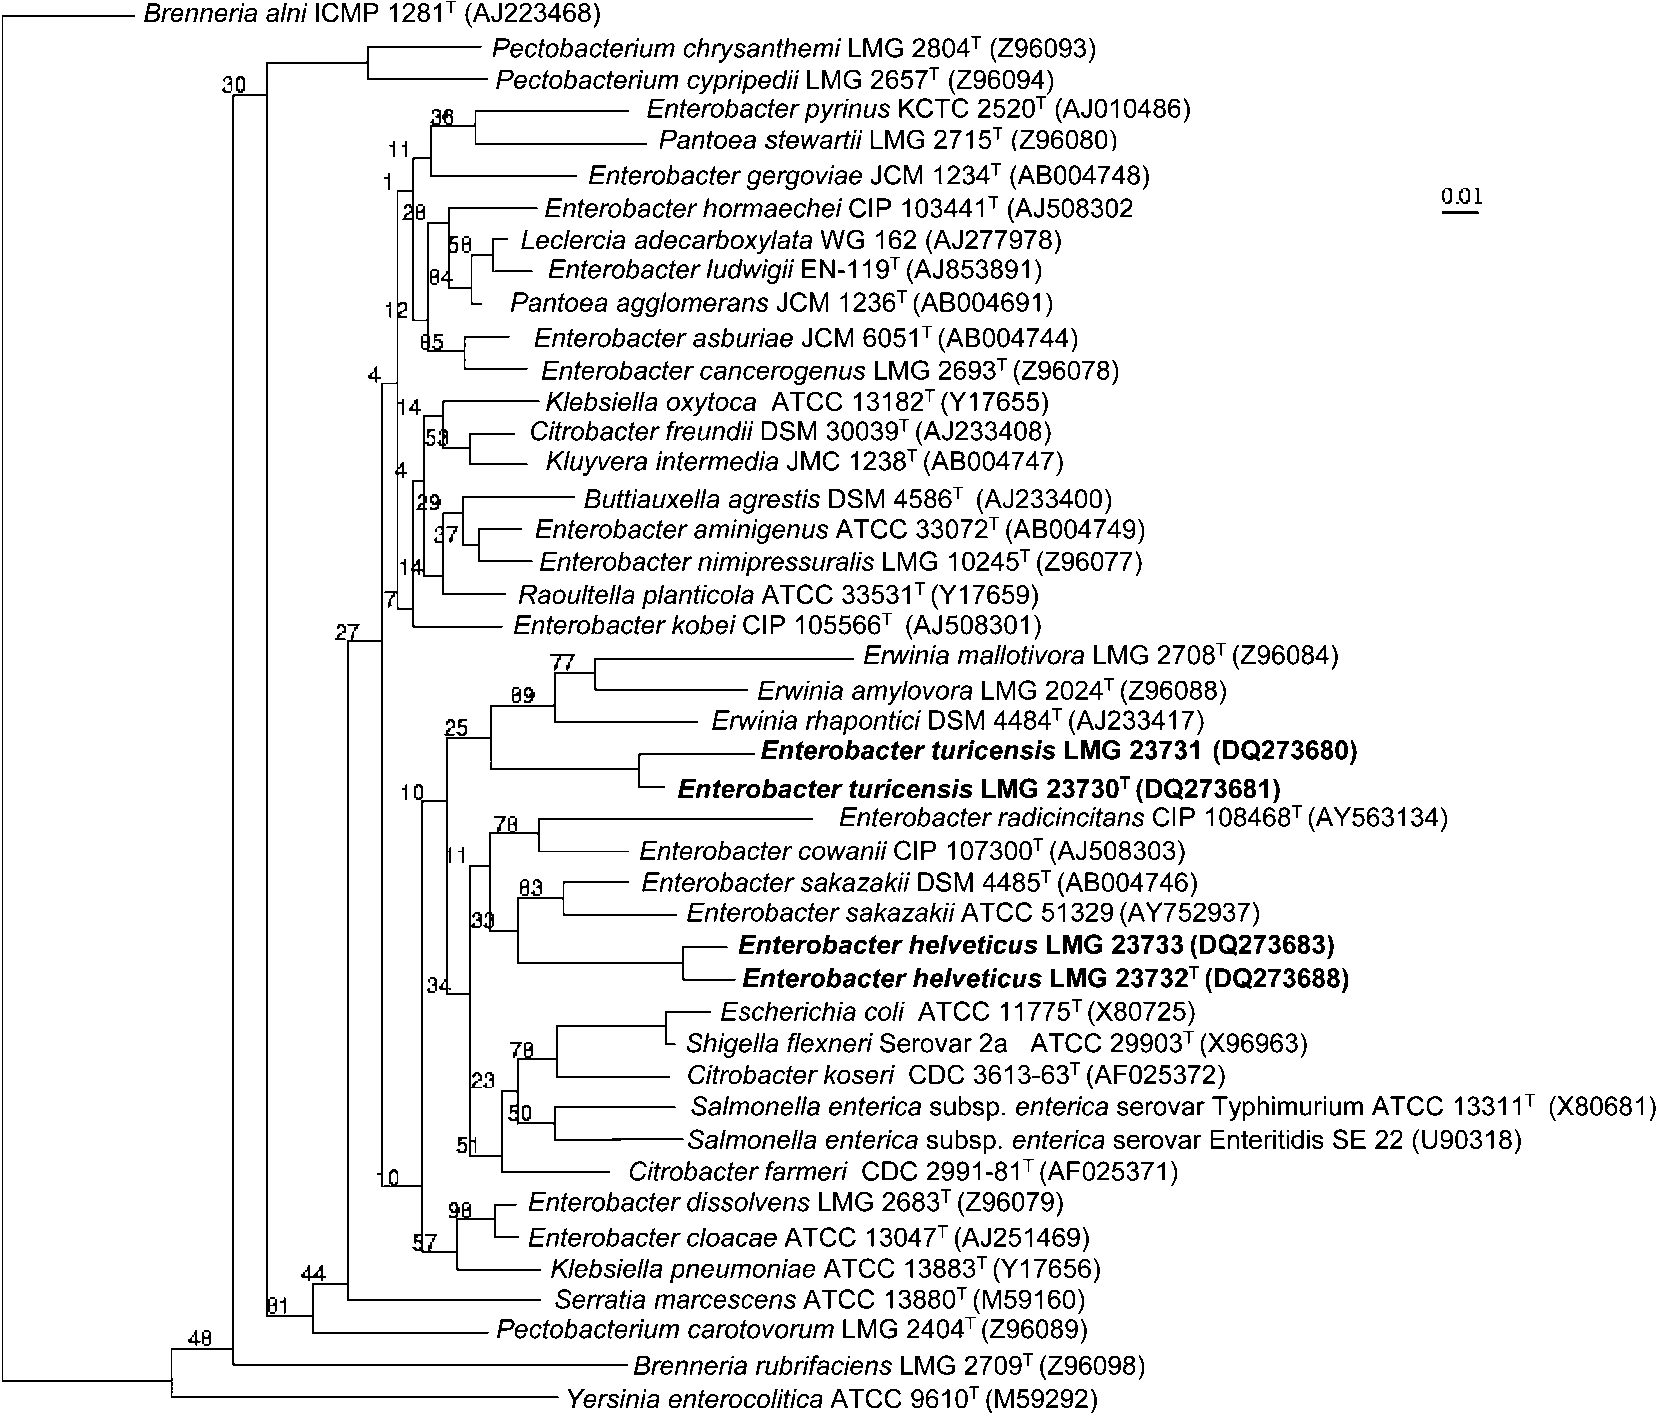 Brenneria alni ICMP 1281T (AJ223468)
Pectobacterium chrysanthemi LMG 2804T (Z96093)
30
Pectobacterium cypripedii LMG 2657T (Z96094)
Enterobacter pyrinus KCTC 2520T (AJ010486)
36
Pantoea stewartii LMG 2715T (Z96080)
11
Enterobacter gergoviae JCM 1234T (AB004748)
1
0.01
Enterobacter hormaechei CIP 103441T (AJ508302
28
Leclercia adecarboxylata WG 162 (AJ277978)
58
Enterobacter ludwigii EN-119T (AJ853891)
84
Pantoea agglomerans JCM 1236T (AB004691)
12
Enterobacter asburiae JCM 6051T (AB004744)
85
Enterobacter cancerogenus LMG 2693T (Z96078)
4
Klebsiella oxytoca ATCC 13182T (Y17655)
14
Citrobacter freundii DSM 30039T (AJ233408)
53
Kluyvera intermedia JMC 1238T (AB004747)
4
Buttiauxella agrestis DSM 4586T (AJ233400)
29
Enterobacter aminigenus ATCC 33072T (AB004749)
37
Enterobacter nimipressuralis LMG 10245T (Z96077)
14
Raoultella planticola ATCC 33531T (Y17659)
7
Enterobacter kobei CIP 105566T (AJ508301)
27
Erwinia mallotivora LMG 2708T (Z96084)
77
Erwinia amylovora LMG 2024T (Z96088)
89
Erwinia rhapontici DSM 4484T (AJ233417)
25
Enterobacter turicensis LMG 23731 (DQ273680)
Enterobacter turicensis LMG 23730T (DQ273681)
10
Enterobacter radicincitans CIP 108468T (AY563134)
78
Enterobacter cowanii CIP 107300T (AJ508303)
11
Enterobacter sakazakii DSM 4485T (AB004746)
83
Enterobacter sakazakii ATCC 51329 (AY752937)
33
Enterobacter helveticus LMG 23733 (DQ273683)
Enterobacter helveticus LMG 23732T (DQ273688)
34
Escherichia coli ATCC 11775T (X80725)
Shigella flexneri Serovar 2a ATCC 29903T (X96963)
78
Citrobacter koseri CDC 3613-63T (AF025372)
23
Salmonella enterica subsp. enterica serovar Typhimurium ATCC 13311T (X80681)
50
Salmonella enterica subsp. enterica serovar Enteritidis SE 22 (U90318)
51
Citrobacter farmeri CDC 2991-81T (AF025371)
10
Enterobacter dissolvens LMG 2683T (Z96079)
98
Enterobacter cloacae ATCC 13047T (AJ251469)
57
Klebsiella pneumoniae ATCC 13883T (Y17656)
44
Serratia marcescens ATCC 13880T (M59160)
81
Pectobacterium carotovorum LMG 2404T (Z96089)
48
Brenneria rubrifaciens LMG 2709T (Z96098)
Yersinia enterocolitica ATCC 9610T (M59292)